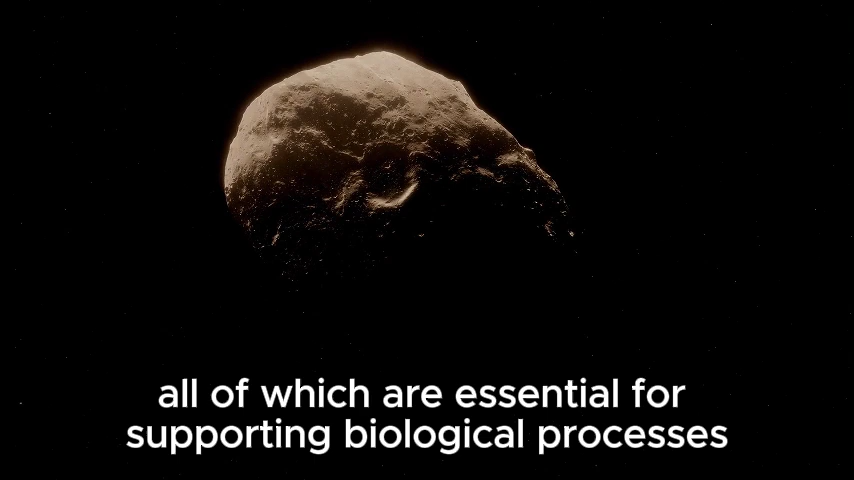 all of which are essential for
supporting biological processes